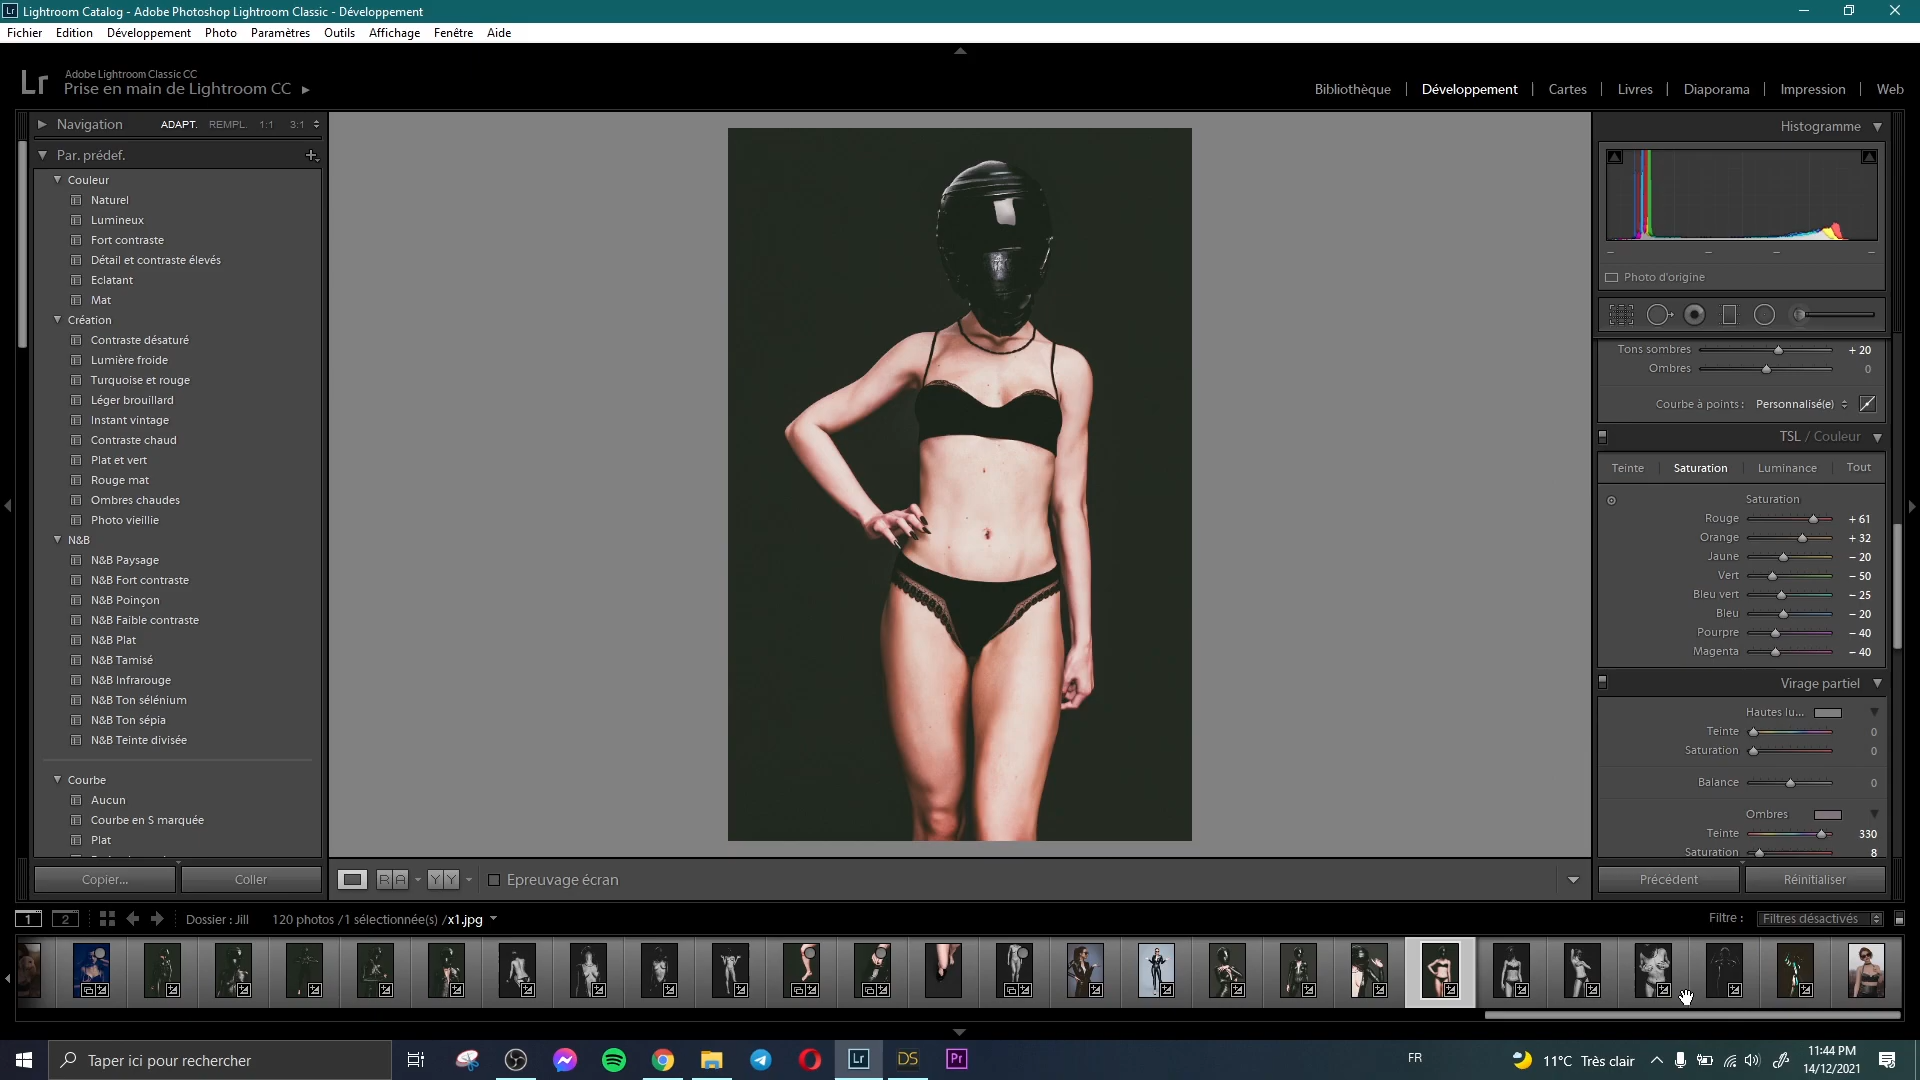 Lightroom Catalog - Adobe Photoshop Lightroom Classic - Développement
Fichier Edition Développement Photo Paramètres Outils Affichage Fenêtre Aide
Lr
Adobe Lightroom Classic CC
Prise en main de Lightroom CC
Bibliothèque | Développement | Cartes | Livres | Diaporama | Impression | Web
Navigation ADAPT. REMPL. 1:1 3:1
Par. prédef.
Couleur
Naturel
Lumineux
Fort contraste
Détail et contraste élevés
Eclatant
Mat
Création
Contraste désaturé
Lumière froide
Turquoise et rouge
Léger brouillard
Instant vintage
Contraste chaud
Plat et vert
Rouge mat
Ombres chaudes
Photo vieillie
N&B
N&B Paysage
N&B Fort contraste
N&B Poinçon
N&B Faible contraste
N&B Plat
N&B Tamisé
N&B Infrarouge
N&B Ton sélénium
N&B Ton sépia
N&B Teinte divisée
Courbe
Aucun
Courbe en S marquée
Plat
Copier... Coller
Histogramme
Photo d'origine
Tons sombres + 20
Ombres 0
Courbe à points : Personnalisé(e)
TSL / Couleur
Teinte Saturation Luminance Tout
Saturation
Rouge + 61
Orange + 32
Jaune – 20
Vert – 50
Bleu vert – 25
Bleu – 20
Pourpre – 40
Magenta – 40
Virage partiel
Hautes lu...
Teinte 0
Saturation 0
Balance 0
Ombres
Teinte 330
Saturation 8
Précédent Réinitialiser
R A Y Y Epreuvage écran
1 2 Dossier : Jill 120 photos /1 sélectionnée(s) /x1.jpg
Filtre : Filtres désactivés
Taper ici pour rechercher
Lr DS Pr
FR
11°C Très clair
11:44 PM
14/12/2021